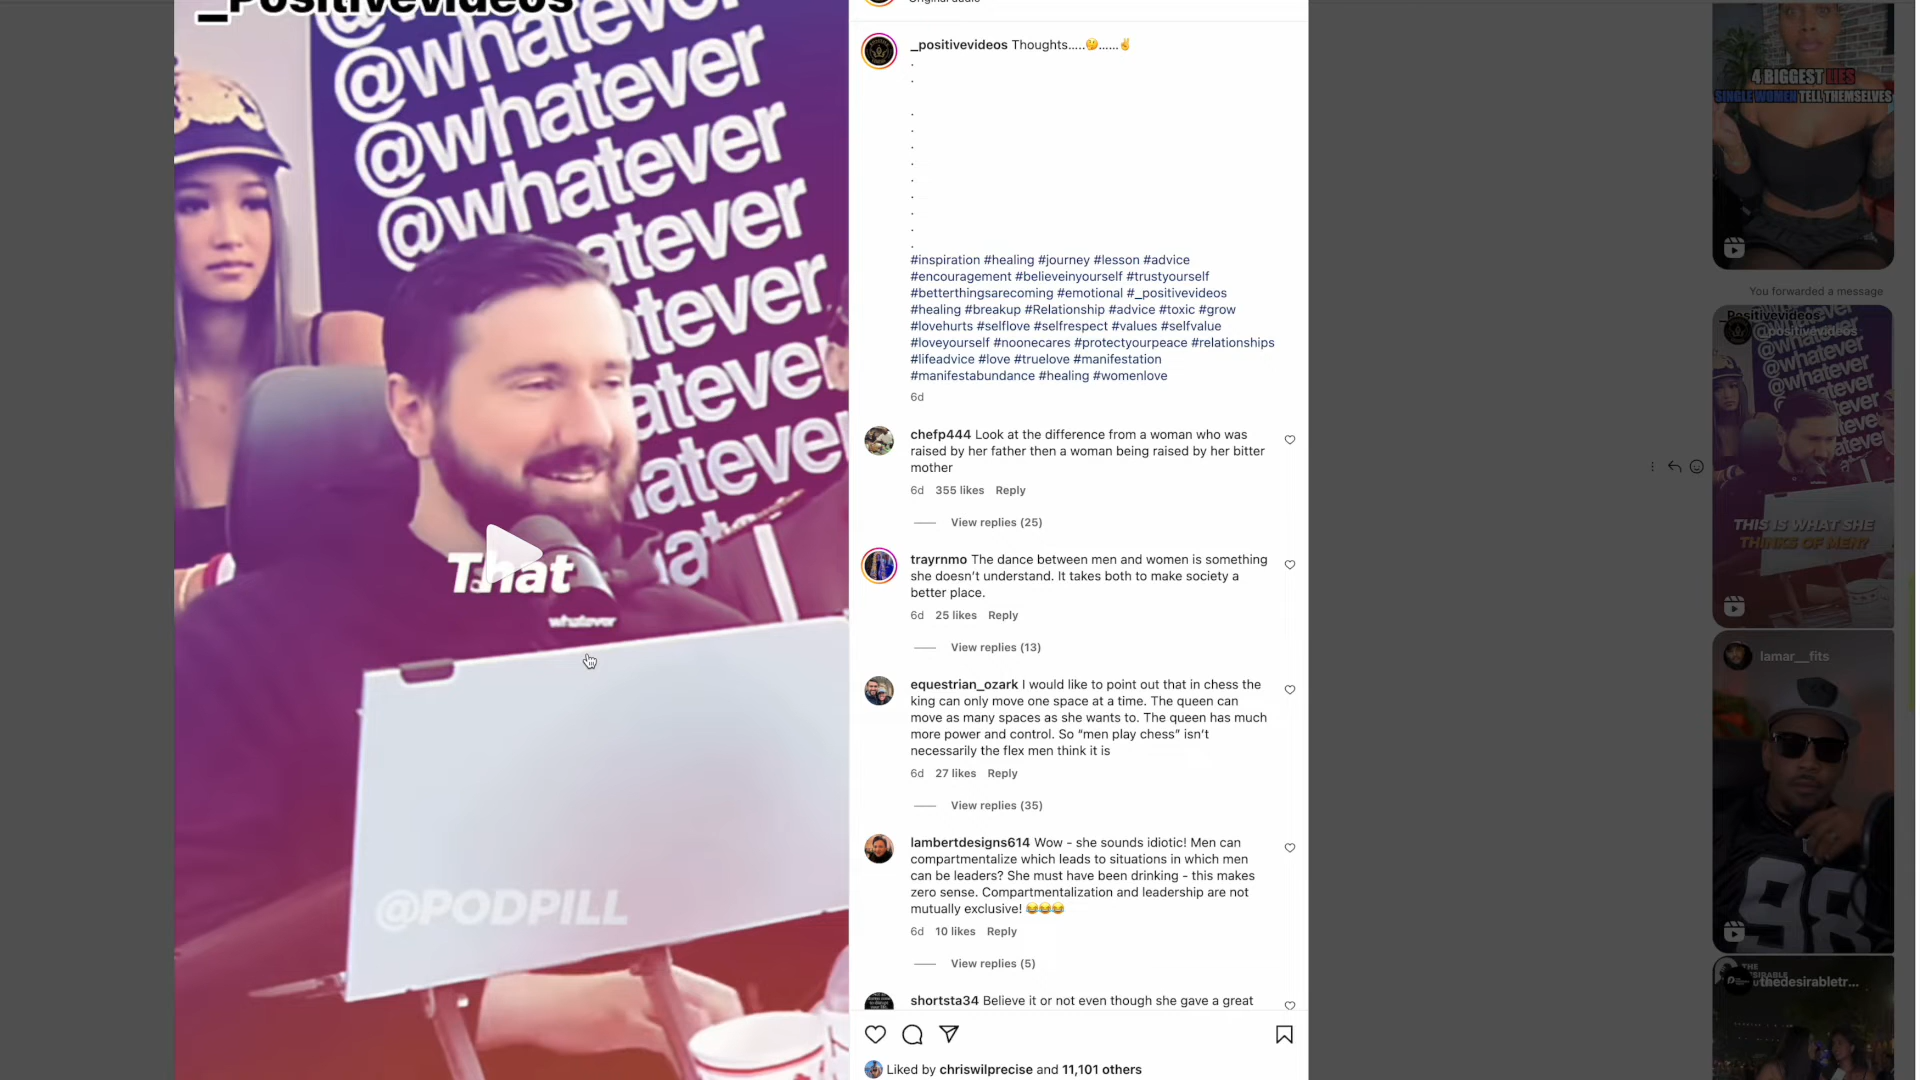 _Positivevideos
@whatever
@whatever
@whatever
@whatever
atever
atever
atever
atever
atever
That
whatever
@PODPILL
Original audio
_positivevideos Thoughts.....🤔......✌
.
.
.
.
.
.
.
.
.
.
.
#inspiration #healing #journey #lesson #advice
#encouragement #believeinyourself #trustyourself
#betterthingsarecoming #emotional #_positivevideos
#healing #breakup #Relationship #advice #toxic #grow
#lovehurts #selflove #selfrespect #values #selfvalue
#loveyourself #noonecares #protectyourpeace #relationships
#lifeadvice #love #truelove #manifestation
#manifestabundance #healing #womenlove
6d
chefp444 Look at the difference from a woman who was
raised by her father then a woman being raised by her bitter
mother
6d 355 likes Reply
View replies (25)
trayrnmo The dance between men and women is something
she doesn't understand. It takes both to make society a
better place.
6d 25 likes Reply
View replies (13)
equestrian_ozark I would like to point out that in chess the
king can only move one space at a time. The queen can
move as many spaces as she wants to. The queen has much
more power and control. So “men play chess” isn't
necessarily the flex men think it is
6d 27 likes Reply
View replies (35)
lambertdesigns614 Wow - she sounds idiotic! Men can
compartmentalize which leads to situations in which men
can be leaders? She must have been drinking - this makes
zero sense. Compartmentalization and leadership are not
mutually exclusive! 😂😂😂
6d 10 likes Reply
View replies (5)
shortsta34 Believe it or not even though she gave a great
Liked by chriswilprecise and 11,101 others
4 BIGGEST LIES
SINGLE WOMEN TELL THEMSELVES
You forwarded a message
_Positivevideos
_positivevideos
@whatever
whatever
THIS IS WHAT SHE
THINKS OF MEN?
lamar__fits
98
THE
thedesirabletr...